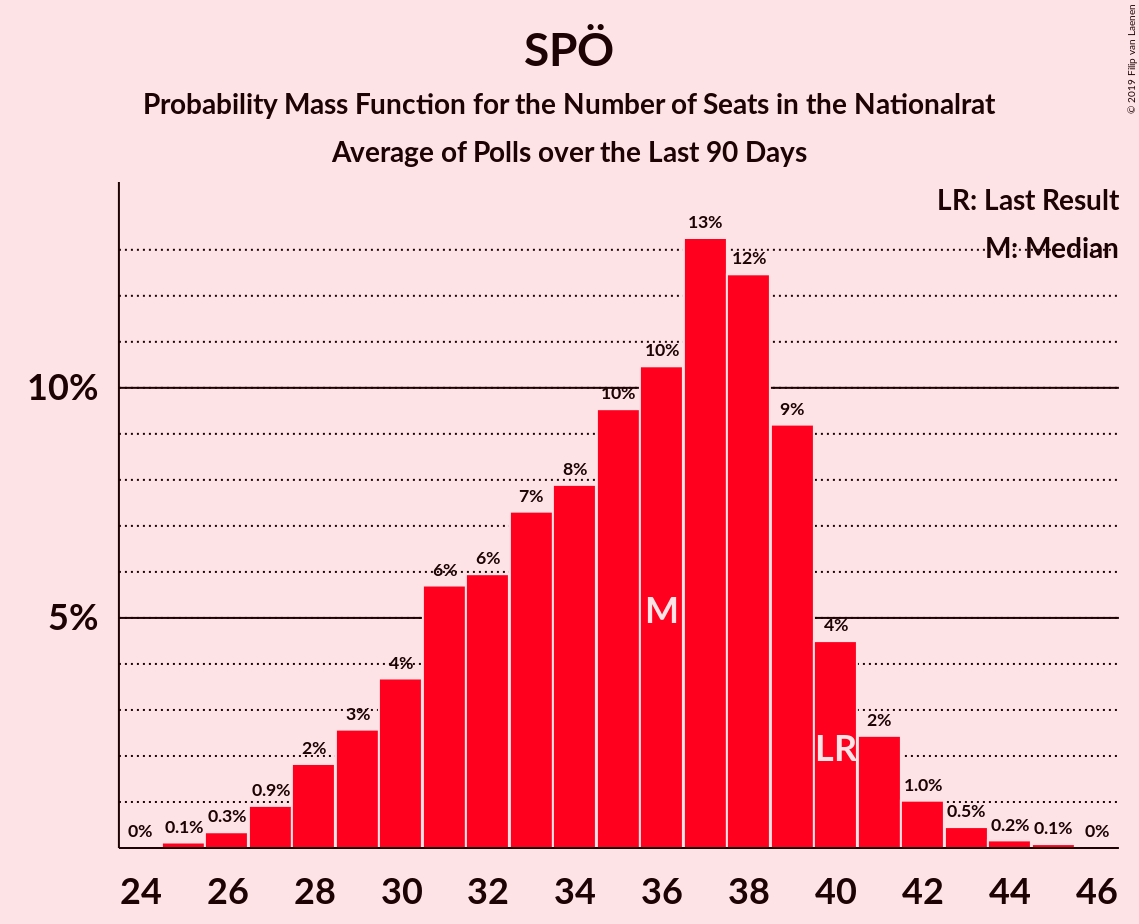 SPÖ
Probability Mass Function for the Number of Seats in the Nationalrat
Average of Polls over the Last 90 Days
© 2019 Filip van Laenen
LR: Last Result
M: Median
10%
5%
0%
0.1%
0.3%
0.9%
2%
3%
4%
6%
6%
7%
8%
10%
10%
13%
12%
9%
4%
2%
1.0%
0.5%
0.2%
0.1%
0%
M
LR
24 26 28 30 32 34 36 38 40 42 44 46